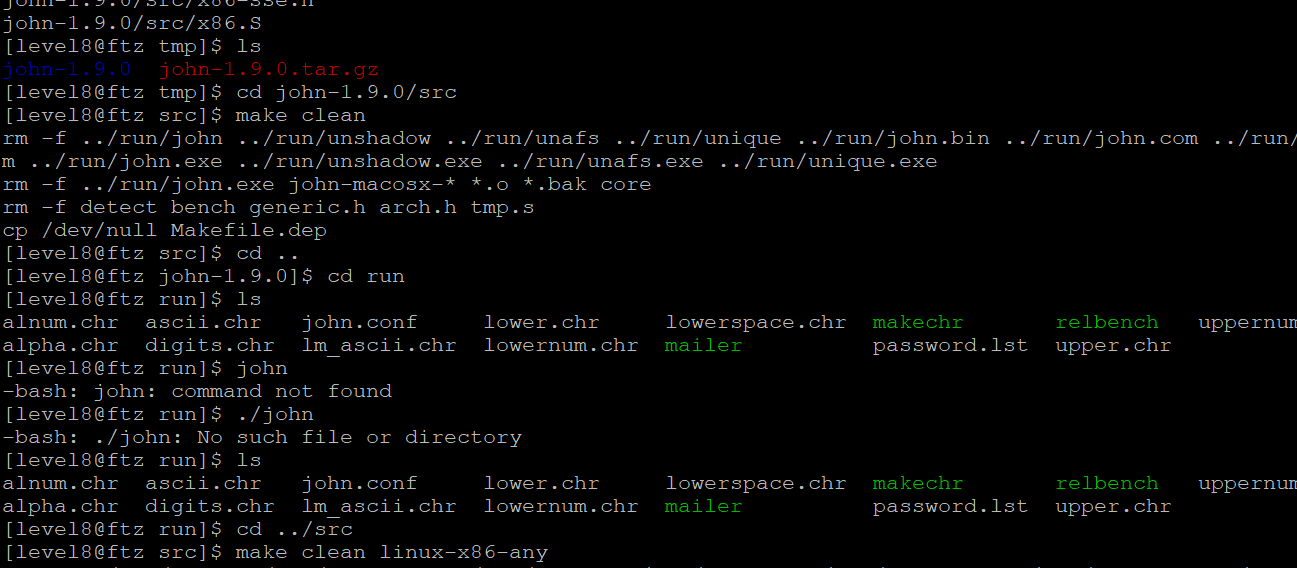 john-1.9.0/src/x86-sse.h
john-1.9.0/src/x86.S
[level8@ftz tmp]$ ls
john-1.9.0  john-1.9.0.tar.gz
[level8@ftz tmp]$ cd john-1.9.0/src
[level8@ftz src]$ make clean
rm -f ../run/john ../run/unshadow ../run/unafs ../run/unique ../run/john.bin ../run/john.com ../run/
m ../run/john.exe ../run/unshadow.exe ../run/unafs.exe ../run/unique.exe
rm -f ../run/john.exe john-macosx-* *.o *.bak core
rm -f detect bench generic.h arch.h tmp.s
cp /dev/null Makefile.dep
[level8@ftz src]$ cd ..
[level8@ftz john-1.9.0]$ cd run
[level8@ftz run]$ ls
alnum.chr  ascii.chr  john.conf  lower.chr  lowerspace.chr  makechr  relbench  uppernum
alpha.chr  digits.chr  lm_ascii.chr  lowernum.chr  mailer  password.lst  upper.chr
[level8@ftz run]$ john
-bash: john: command not found
[level8@ftz run]$ ./john
-bash: ./john: No such file or directory
[level8@ftz run]$ ls
alnum.chr  ascii.chr  john.conf  lower.chr  lowerspace.chr  makechr  relbench  uppernum
alpha.chr  digits.chr  lm_ascii.chr  lowernum.chr  mailer  password.lst  upper.chr
[level8@ftz run]$ cd ../src
[level8@ftz src]$ make clean linux-x86-any